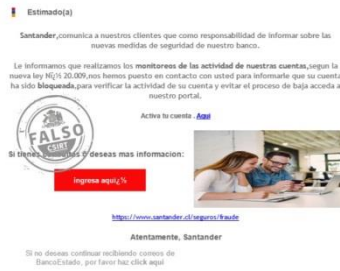 Estimado(a)
Santander,comunica a nuestros clientes que como responsabilidad de informar sobre las
nuevas medidas de seguridad de nuestro banco.
Le informamos que realizamos los monitoreos de las actividad de nuestras cuentas,segun la
nueva ley Nï¿½ 20.009,nos hemos puesto en contacto con usted para informarle que su cuenta
ha sido bloqueada,para verificar la actividad de su cuenta y evitar el proceso de baja acceda a
nuestro portal.
Activa tu cuenta . Aqui
FALSO
CSIRT
Si tienes o deseas mas informacion:
Ingresa aquï¿½
https://www.santander.cl/seguros/fraude
Atentamente, Santander
Si no deseas continuar recibiendo correos de
BancoEstado, por favor haz click aqui